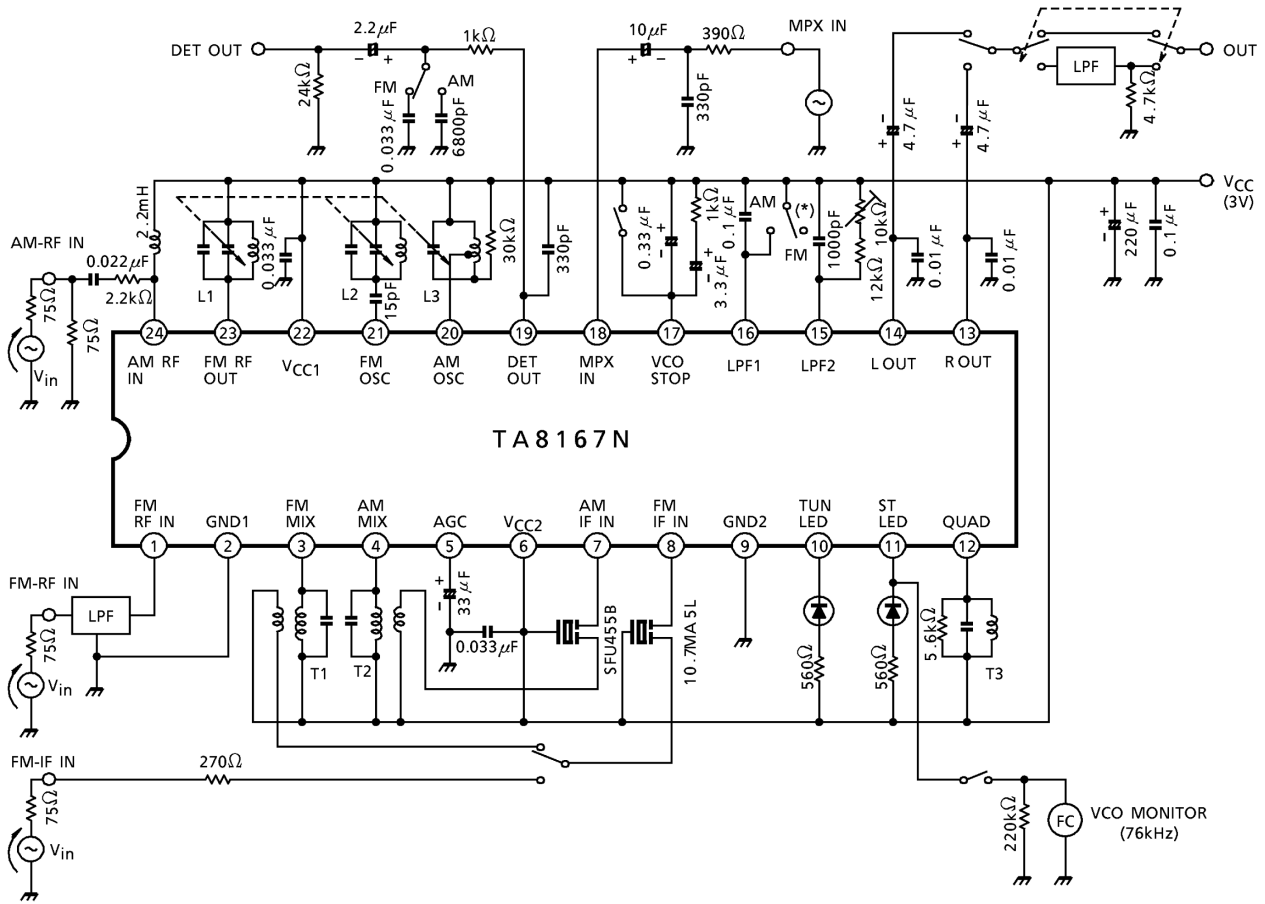 DET OUT
2.2μF
− +
1kΩ
24kΩ
FM
AM
0.033μF
6800pF
10μF
+ −
390Ω
MPX IN
330pF
LPF
OUT
4.7kΩ
−
+
4.7μF
−
+
4.7μF
VCC
(3V)
AM-RF IN
2.2mH
0.022μF
2.2kΩ
75Ω
75Ω
Vin
L1
0.033μF
L2
15pF
L3
30kΩ
330pF
0.33μF
+
−
1kΩ
3.3μF
+
−
0.1μF
AM
(*)
FM
1000pF
10kΩ
12kΩ
0.01μF
0.01μF
+
−
220μF
0.1μF
24 23 22 21 20 19 18 17 16 15 14 13
AM RF IN
FM RF OUT
VCC1
FM OSC
AM OSC
DET OUT
MPX IN
VCO STOP
LPF1
LPF2
L OUT
R OUT
TA8167N
FM RF IN
GND1
FM MIX
AM MIX
AGC
VCC2
AM IF IN
FM IF IN
GND2
TUN LED
ST LED
QUAD
1 2 3 4 5 6 7 8 9 10 11 12
FM-RF IN
LPF
75Ω
Vin
T1
T2
+
−
33μF
0.033μF
SFU455B
10.7MA5L
560Ω
560Ω
5.6kΩ
T3
FM-IF IN
270Ω
75Ω
Vin
220kΩ
FC
VCO MONITOR
(76kHz)